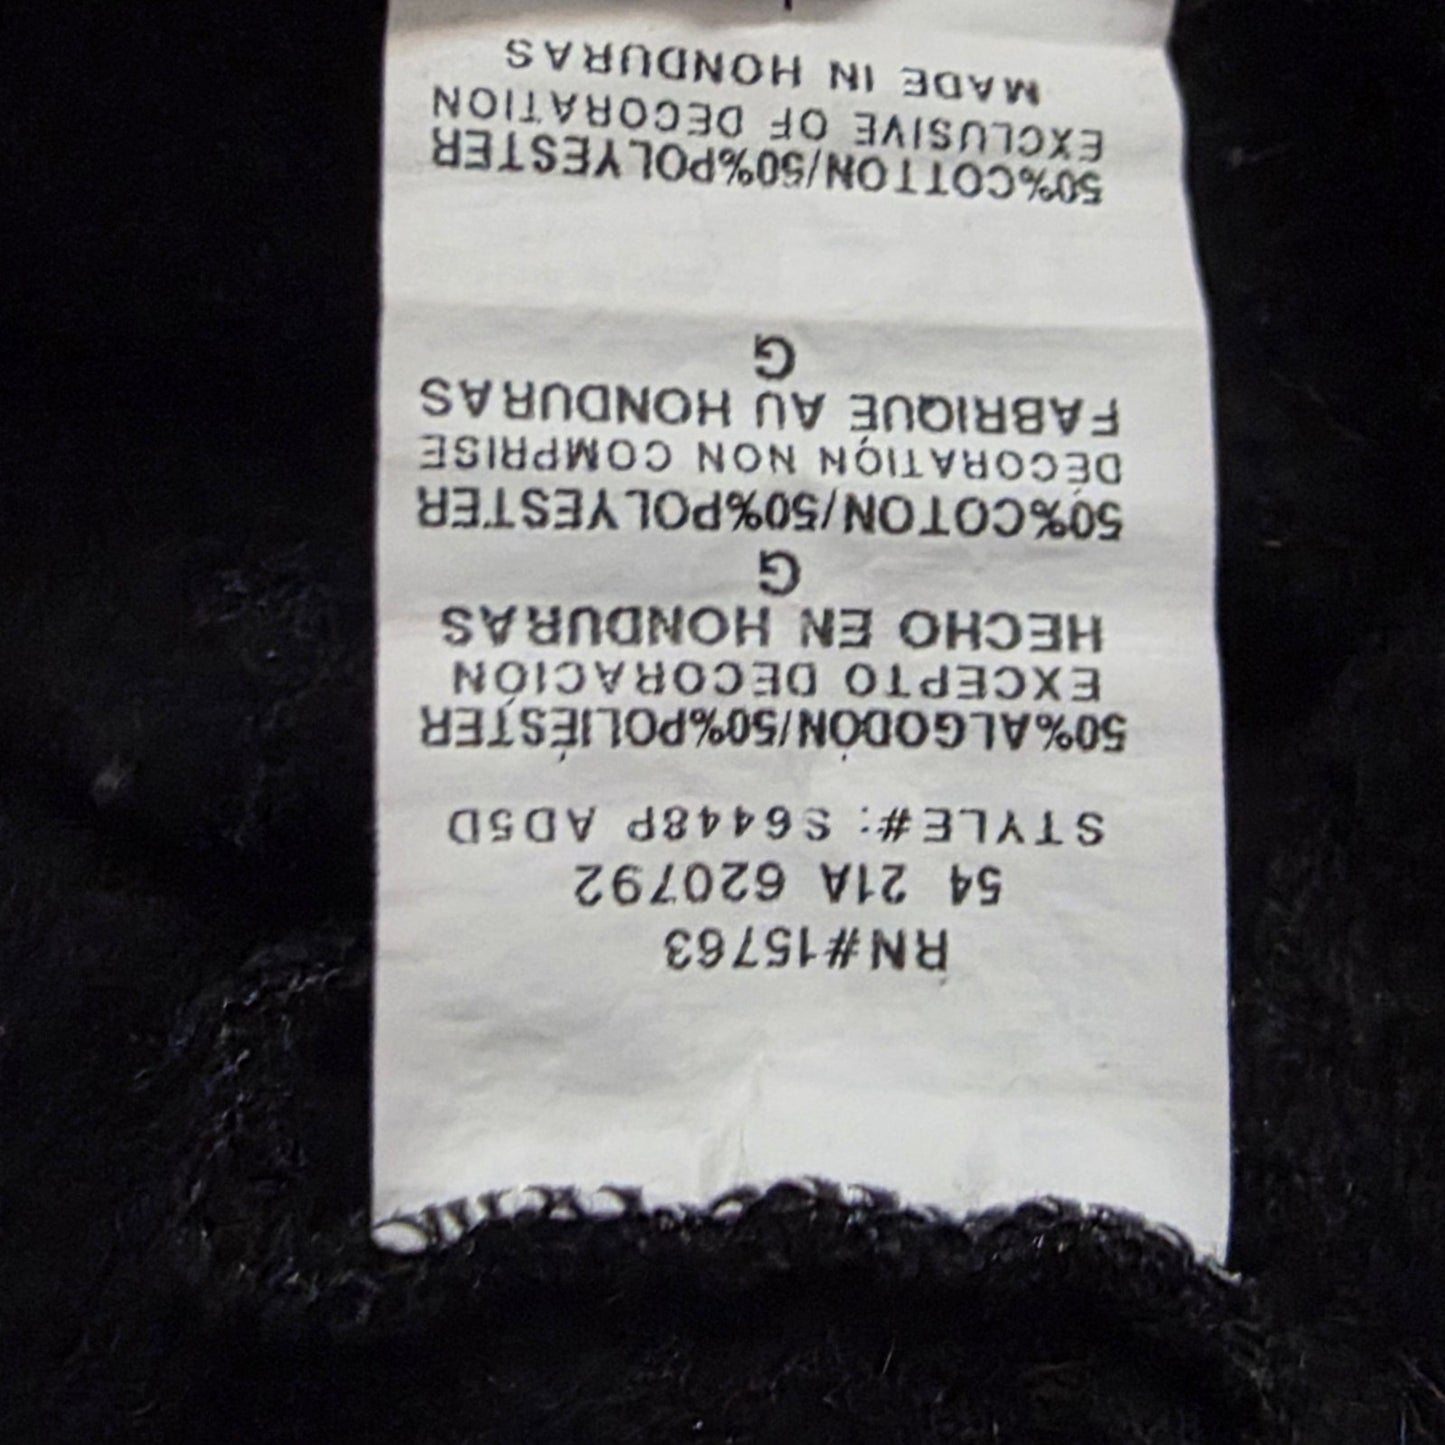 RN#15763
54 21A 620792
STYLE#: S6448P AD5D
50%ALGODÓN/50%POLIÉSTER
EXCEPTO DECORACIÓN
HECHO EN HONDURAS
G
50%COTON/50%POLYESTER
DÉCORATION NON COMPRISE
FABRIQUÉ AU HONDURAS
G
50%COTTON/50%POLYESTER
EXCLUSIVE OF DECORATION
MADE IN HONDURAS